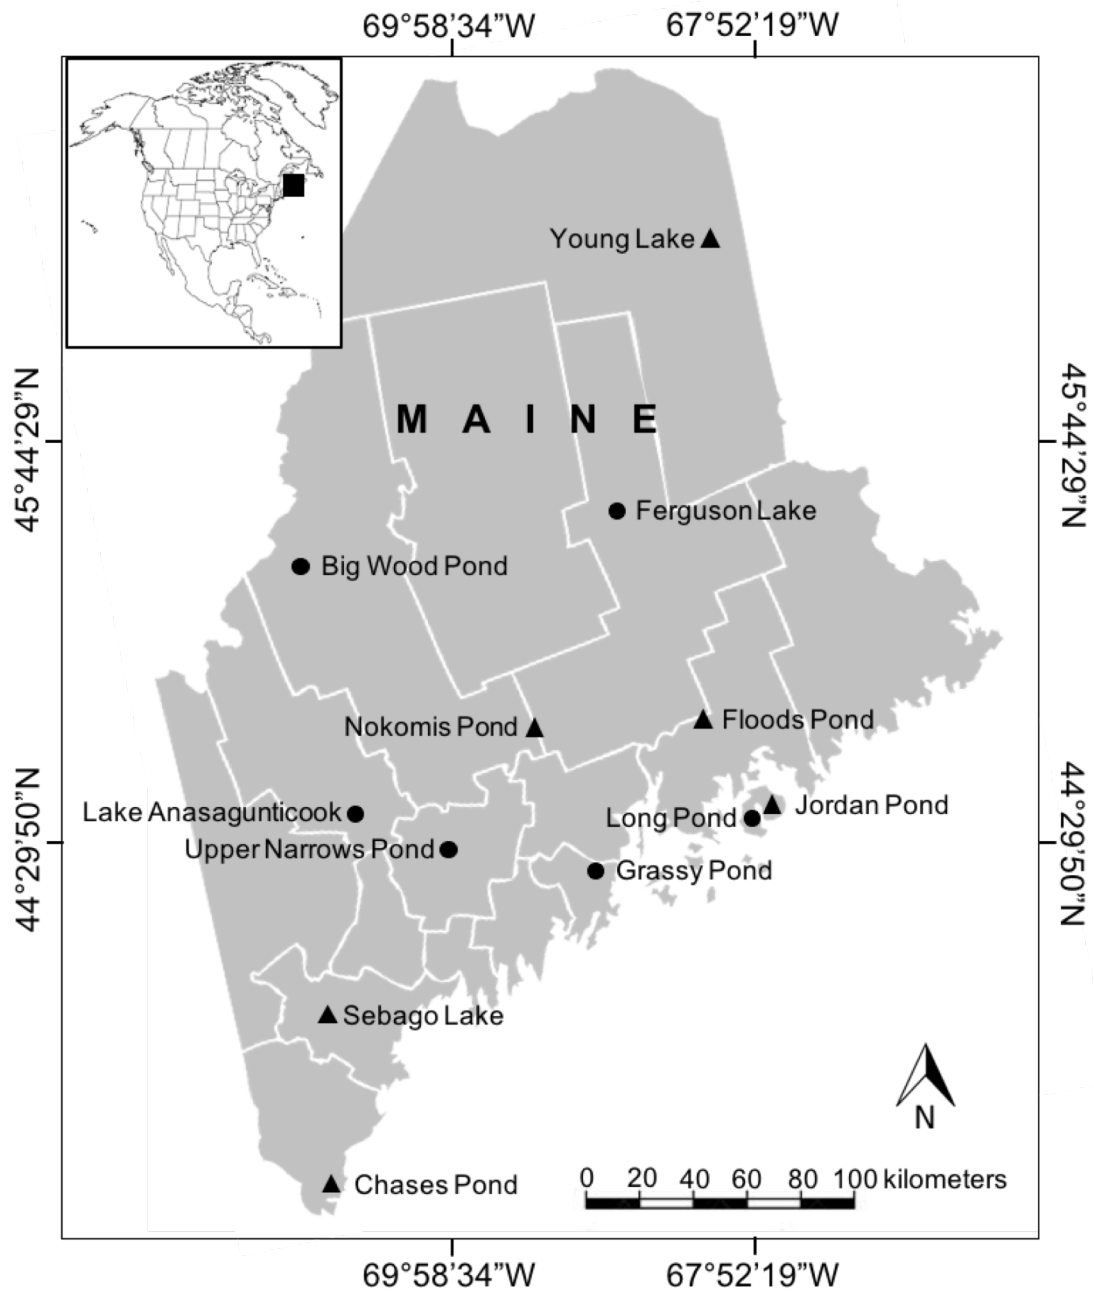 69°58’34”W
67°52’19”W
Young Lake
45°44’29”N
M A I N E
45°44’29”N
Ferguson Lake
Big Wood Pond
Nokomis Pond
Floods Pond
44°29’50”N
Lake Anasagunticook
Long Pond
Jordan Pond
44°29’50”N
Upper Narrows Pond
Grassy Pond
Sebago Lake
N
Chases Pond
0 20 40 60 80 100 kilometers
69°58’34”W
67°52’19”W